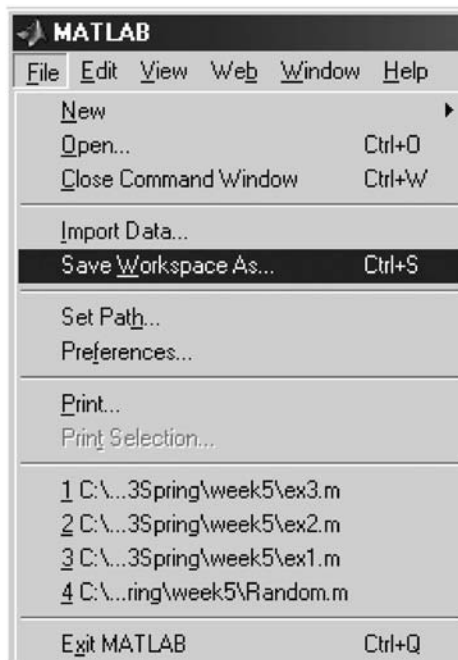 MATLAB
File Edit View Web Window Help
New
Open... Ctrl+O
Close Command Window Ctrl+W
Import Data...
Save Workspace As... Ctrl+S
Set Path...
Preferences...
Print...
Print Selection...
1 C:\...3Spring\week5\ex3.m
2 C:\...3Spring\week5\ex2.m
3 C:\...3Spring\week5\ex1.m
4 C:\...ring\week5\Random.m
Exit MATLAB Ctrl+Q